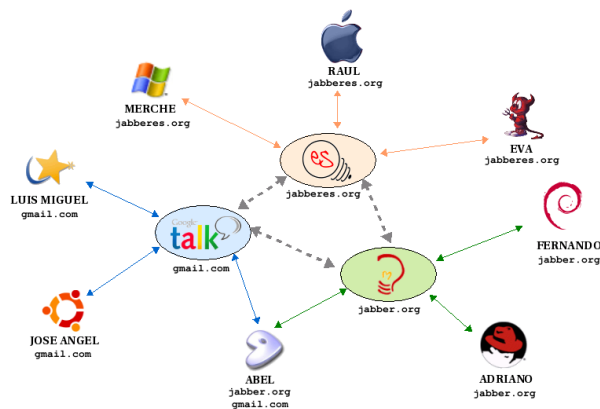 RAUL
jabberes.org
MERCHE
jabberes.org
EVA
jabberes.org
es
jabberes.org
LUIS MIGUEL
gmail.com
Google
talk
gmail.com
FERNANDO
jabber.org
jabber.org
JOSE ANGEL
gmail.com
ABEL
jabber.org
gmail.com
ADRIANO
jabber.org